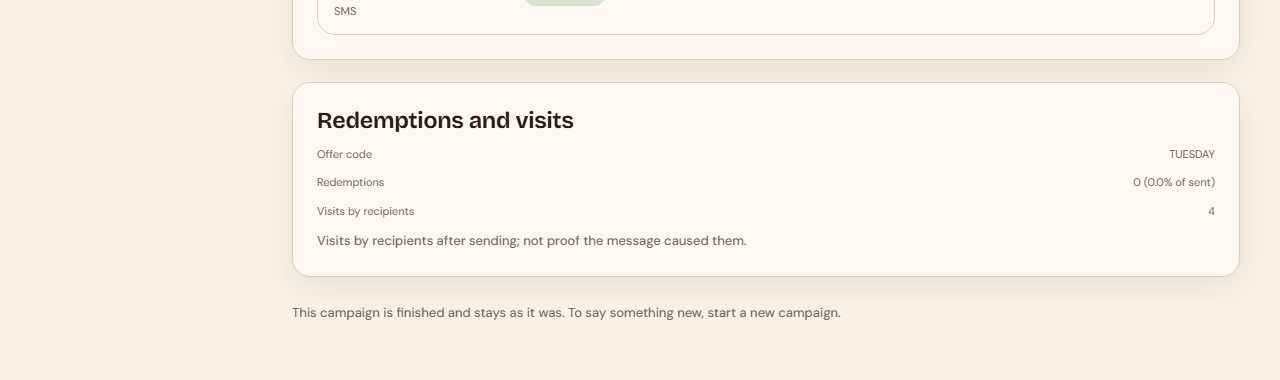 SMS
Redemptions and visits
Offer code TUESDAY
Redemptions 0 (0.0% of sent)
Visits by recipients 4
Visits by recipients after sending; not proof the message caused them.
This campaign is finished and stays as it was. To say something new, start a new campaign.